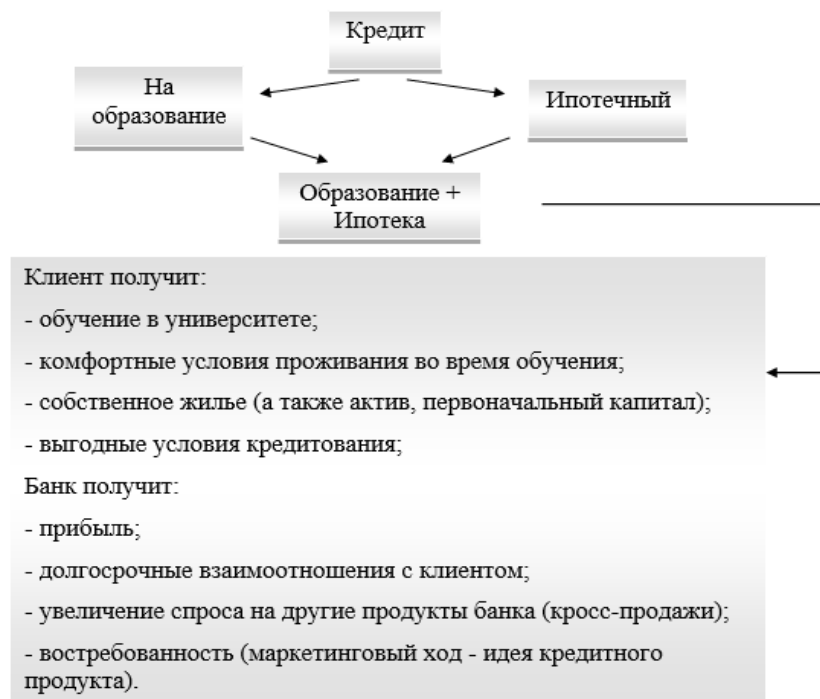 Кредит
На
образование
Ипотечный
Образование +
Ипотека
Клиент получит:
- обучение в университете;
- комфортные условия проживания во время обучения;
- собственное жилье (а также актив, первоначальный капитал);
- выгодные условия кредитования;
Банк получит:
- прибыль;
- долгосрочные взаимоотношения с клиентом;
- увеличение спроса на другие продукты банка (кросс-продажи);
- востребованность (маркетинговый ход - идея кредитного
продукта).